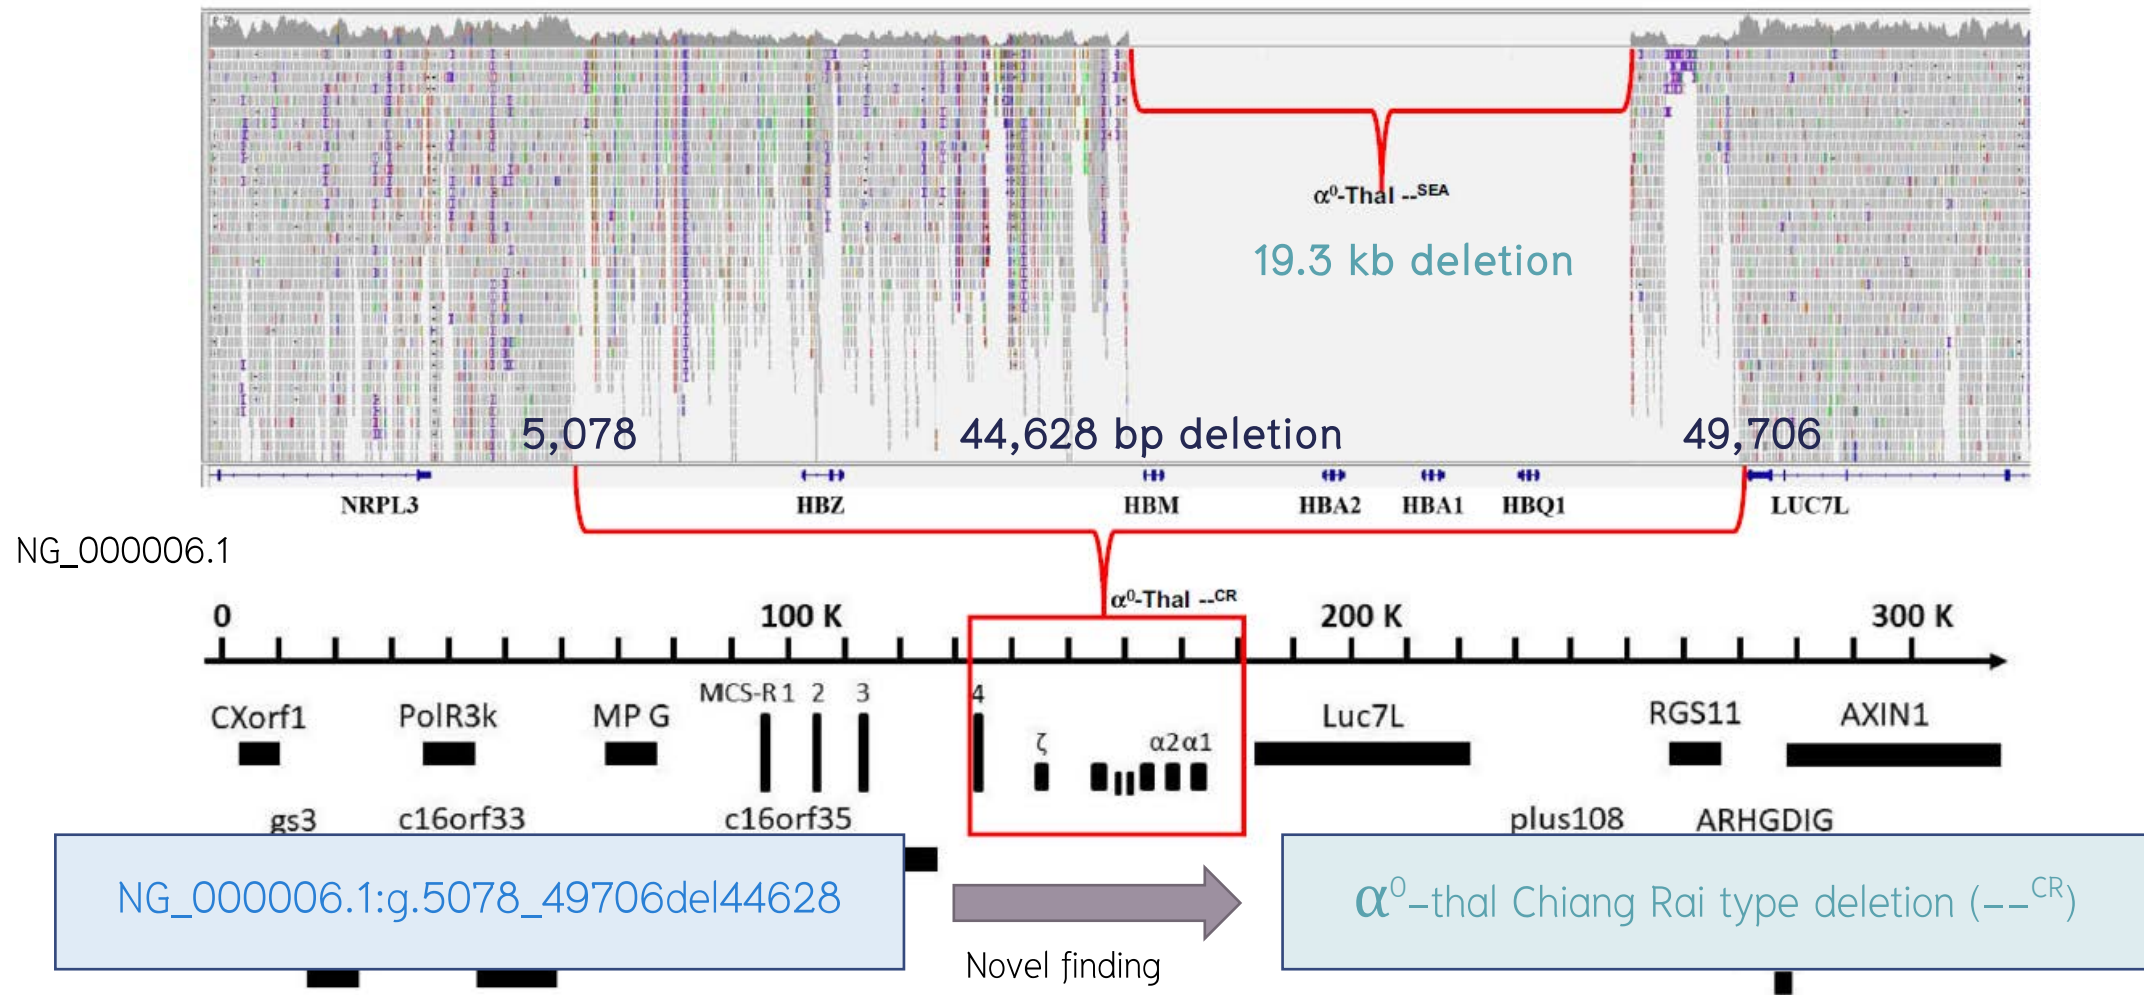 α⁰-Thal --ˢᴱᴬ
19.3 kb deletion
5,078
44,628 bp deletion
49,706
NRPL3
HBZ
HBM
HBA2
HBA1
HBQ1
LUC7L
NG_000006.1
α⁰-Thal --ᶜᴿ
0
100 K
200 K
300 K
MCS-R 1 2 3 4
CXorf1
PolR3k
MP G
Luc7L
RGS11
AXIN1
ζ
α2 α1
gs3
c16orf33
c16orf35
plus108
ARHGDIG
NG_000006.1:g.5078_49706del44628
Novel finding
α⁰-thal Chiang Rai type deletion (--ᶜᴿ)